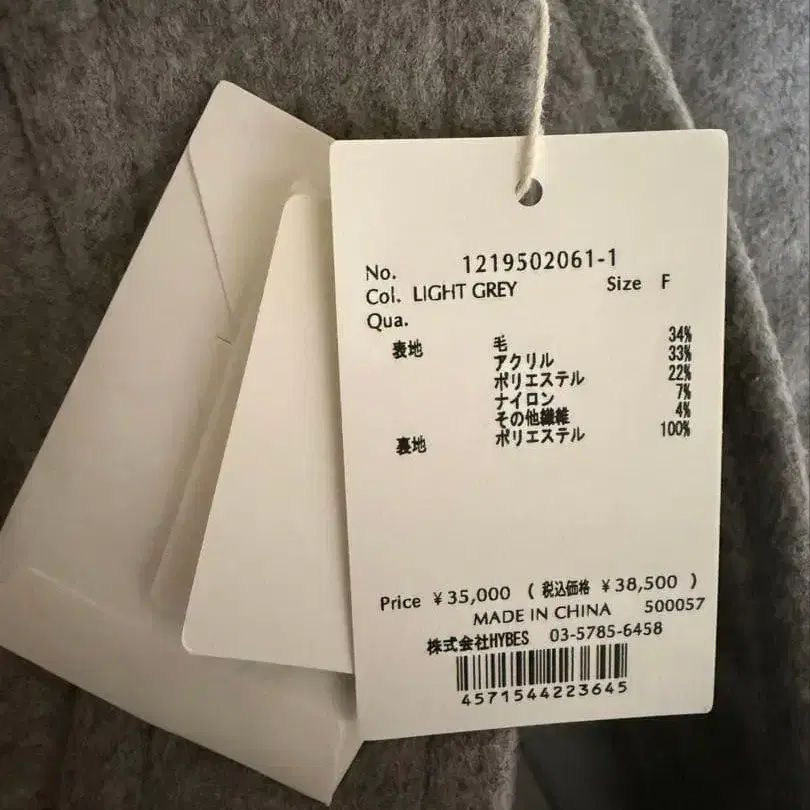 No. 1219502061-1
Col. LIGHT GREY Size F
Qua.
表地 毛 34%
アクリル 33%
ポリエステル 22%
ナイロン 7%
その他繊維 4%
裏地 ポリエステル 100%
Price ¥35,000 ( 税込価格 ¥38,500 )
MADE IN CHINA 500057
株式会社HYBES 03-5785-6458
4571544223645